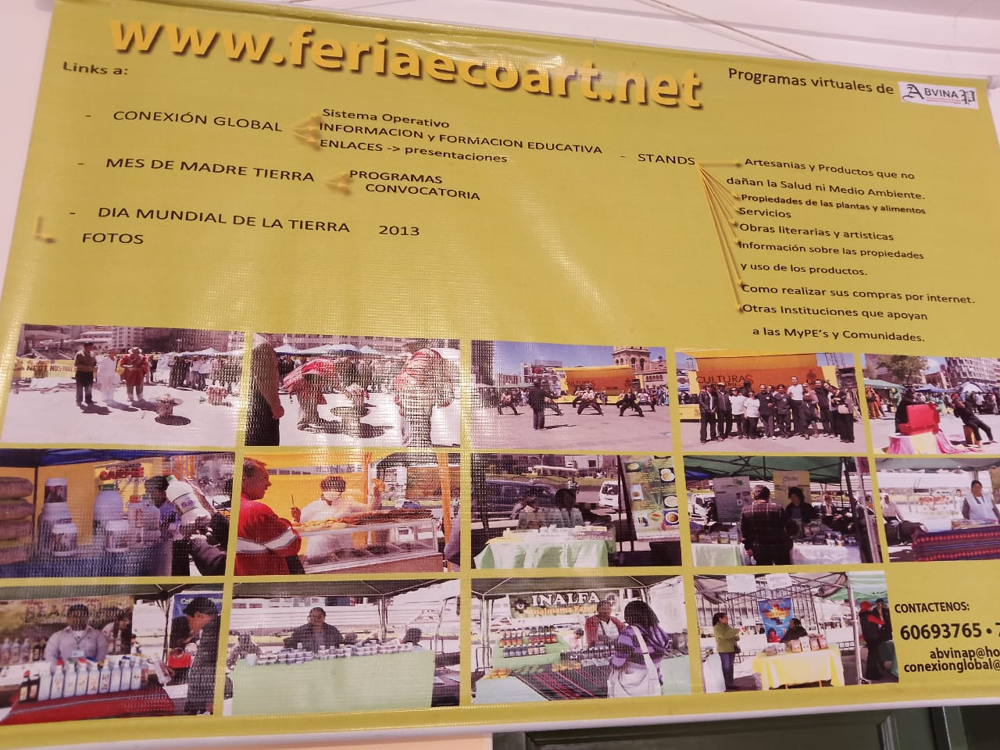 www.feriaecoart.net
Links a:
Programas virtuales de ABVINAP
- CONEXIÓN GLOBAL
Sistema Operativo
INFORMACION y FORMACION EDUCATIVA
ENLACES -> presentaciones
- MES DE MADRE TIERRA
PROGRAMAS
CONVOCATORIA
- DIA MUNDIAL DE LA TIERRA 2013
FOTOS
- STANDS
Artesanias y Productos que no
dañan la Salud ni Medio Ambiente.
Propiedades de las plantas y alimentos
Servicios
Obras literarias y artisticas
Información sobre las propiedades
y uso de los productos.
Como realizar sus compras por internet.
Otras Instituciones que apoyan
a las MyPE's y Comunidades.
CULTURAS
CULTURAS
INALFA
CONTACTENOS:
60693765 • 7
abvinap@ho
conexionglobal@